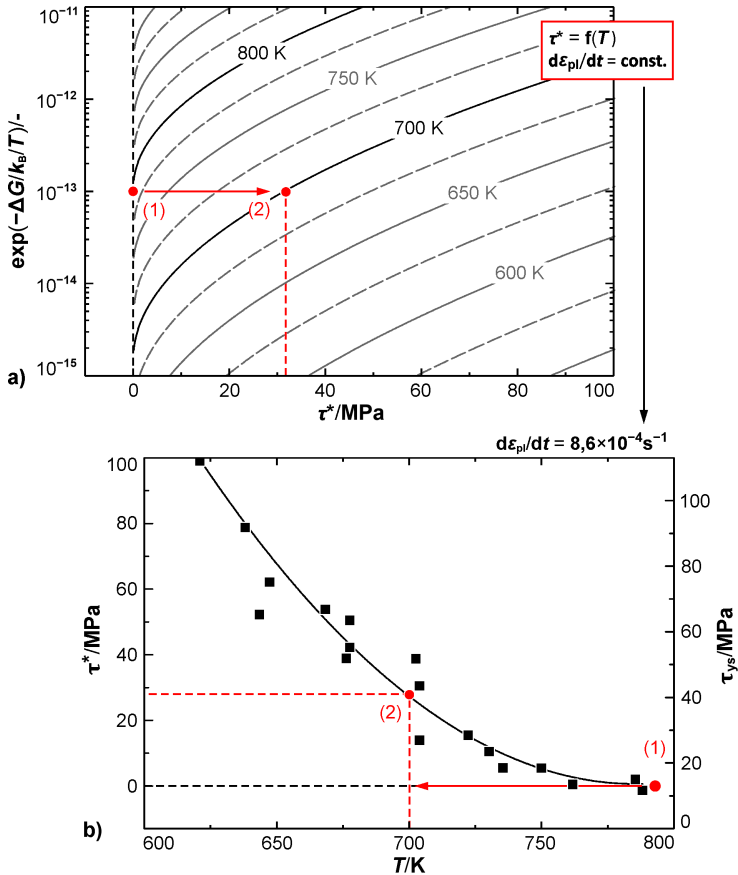 τ* = f(T)
dε_pl/dt = const.
exp(−ΔG/k_B/T)/-
10⁻¹¹
10⁻¹²
10⁻¹³
10⁻¹⁴
10⁻¹⁵
800 K
750 K
700 K
650 K
600 K
(1)
(2)
0 20 40 60 80 100
a)
τ*/MPa
dε_pl/dt = 8,6×10⁻⁴s⁻¹
τ*/MPa
100
80
60
40
20
0
(2)
(1)
100
80
60
40
20
0
τ_ys/MPa
b)
600 650 700 750 800
T/K